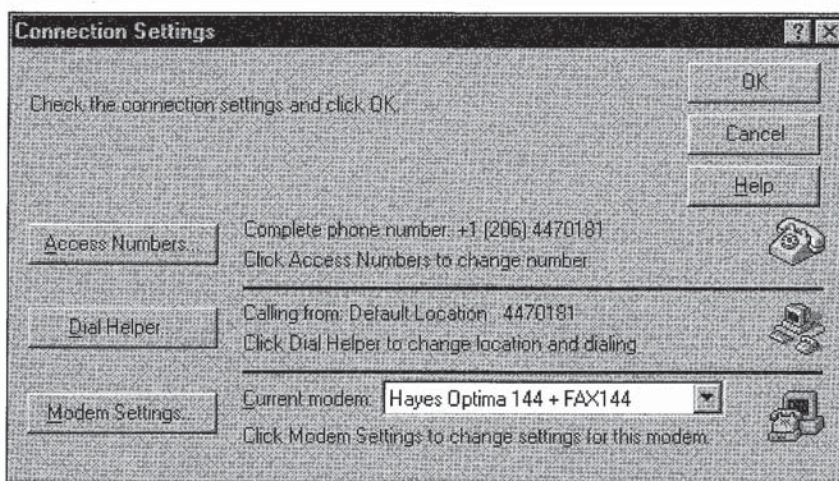 Connection Settings
? X
Check the connection settings and click OK.
OK
Cancel
Help
Access Numbers...
Complete phone number: +1 (206) 4470181
Click Access Numbers to change number
Dial Helper...
Calling from: Default Location 4470181
Click Dial Helper to change location and dialing
Modem Settings...
Current modem: Hayes Optima 144 + FAX144
Click Modem Settings to change settings for this modem.